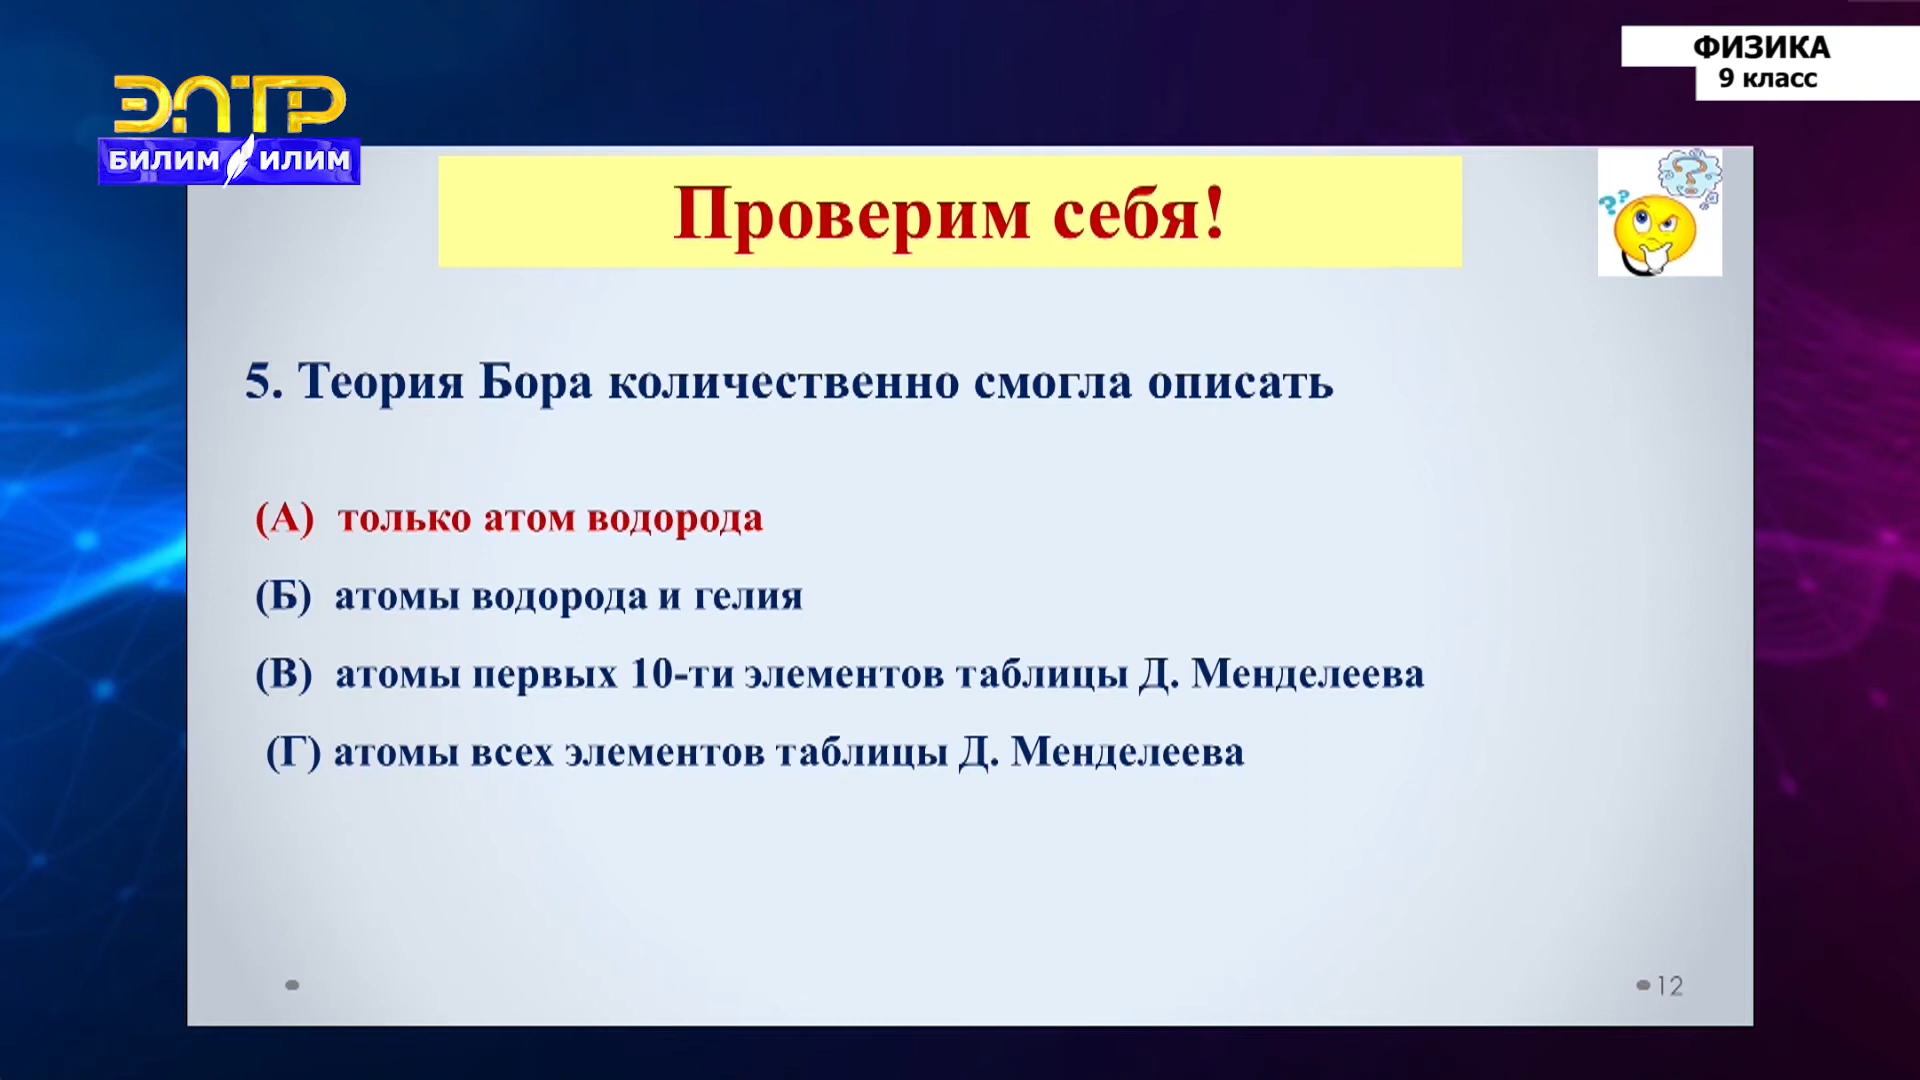 ФИЗИКА
9 класс
ЭЛТР
БИЛИМ ИЛИМ
Проверим себя!
5. Теория Бора количественно смогла описать
(А) только атом водорода
(Б) атомы водорода и гелия
(В) атомы первых 10-ти элементов таблицы Д. Менделеева
(Г) атомы всех элементов таблицы Д. Менделеева
12